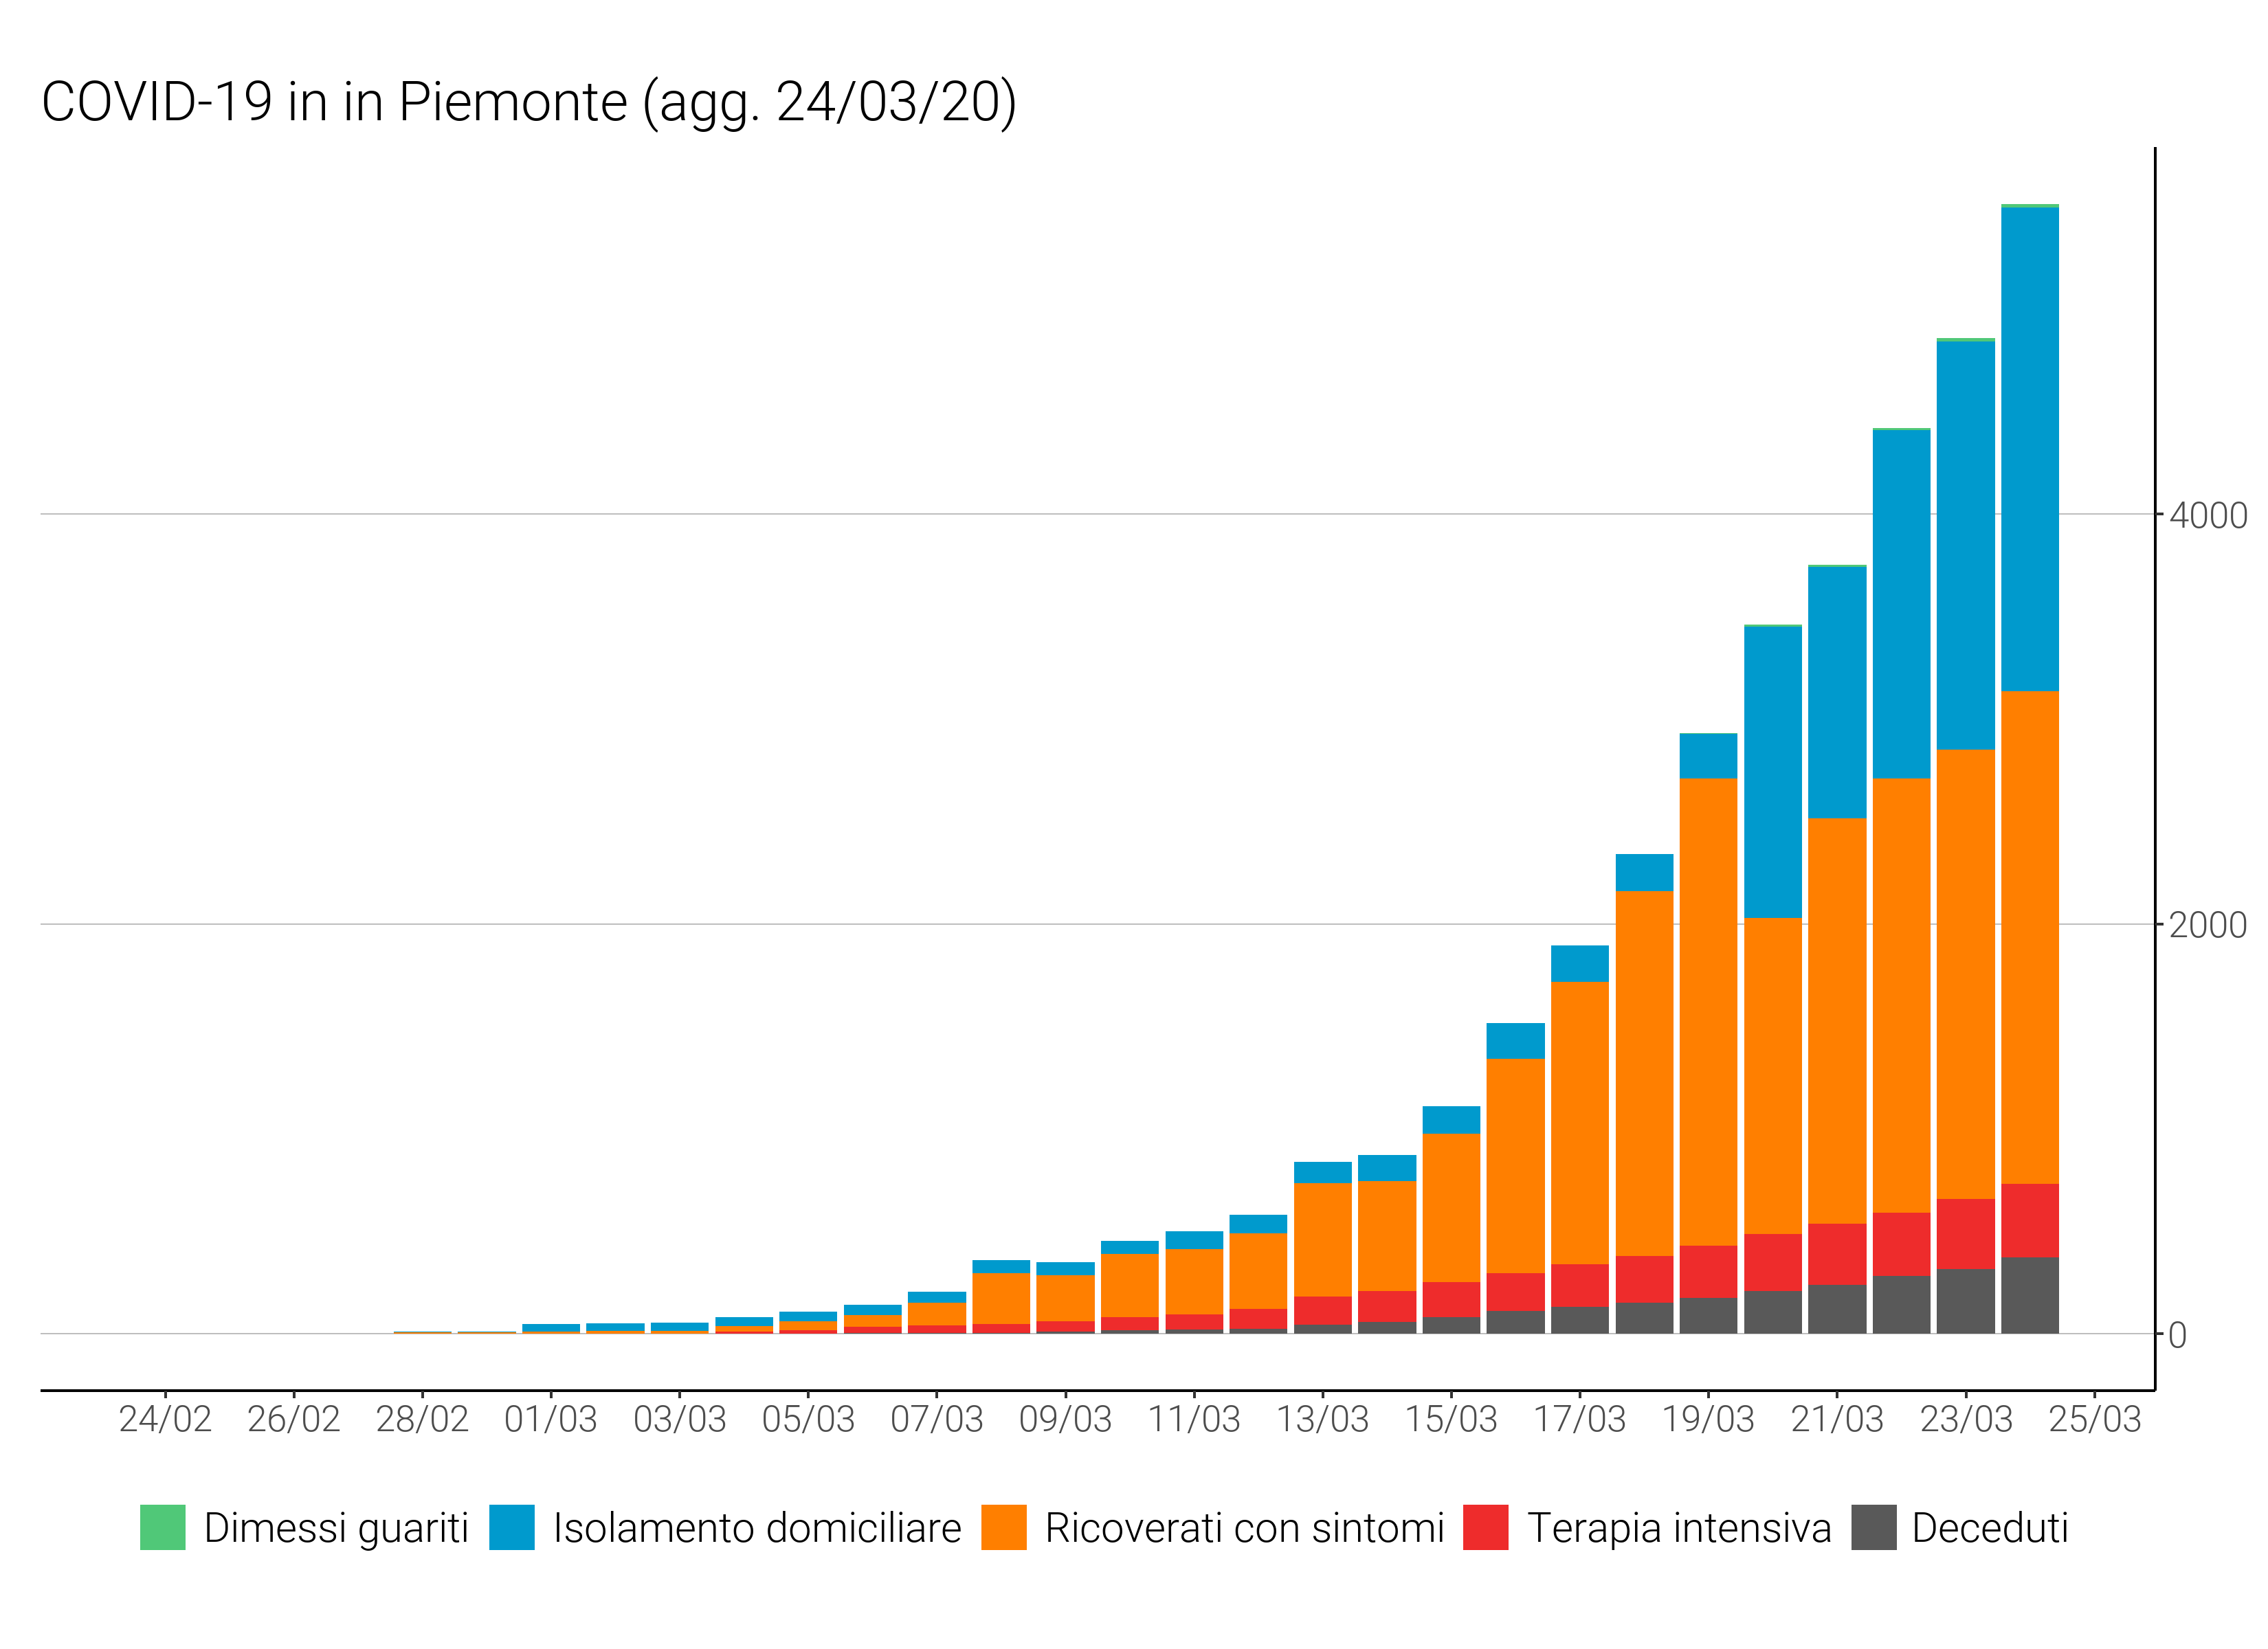 COVID-19 in in Piemonte (agg. 24/03/20)
4000
2000
0
24/02 26/02 28/02 01/03 03/03 05/03 07/03 09/03 11/03 13/03 15/03 17/03 19/03 21/03 23/03 25/03
Dimessi guariti Isolamento domiciliare Ricoverati con sintomi Terapia intensiva Deceduti